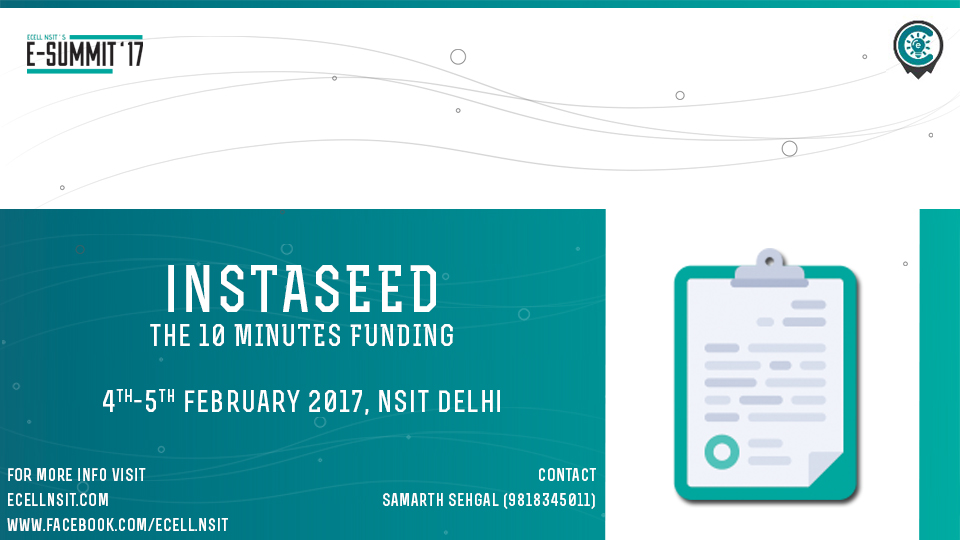 ECELL NSIT'S
E-SUMMIT '17
INSTASEED
THE 10 MINUTES FUNDING
4TH-5TH FEBRUARY 2017, NSIT DELHI
FOR MORE INFO VISIT
ECELLNSIT.COM
WWW.FACEBOOK.COM/ECELL.NSIT
CONTACT
SAMARTH SEHGAL (9818345011)